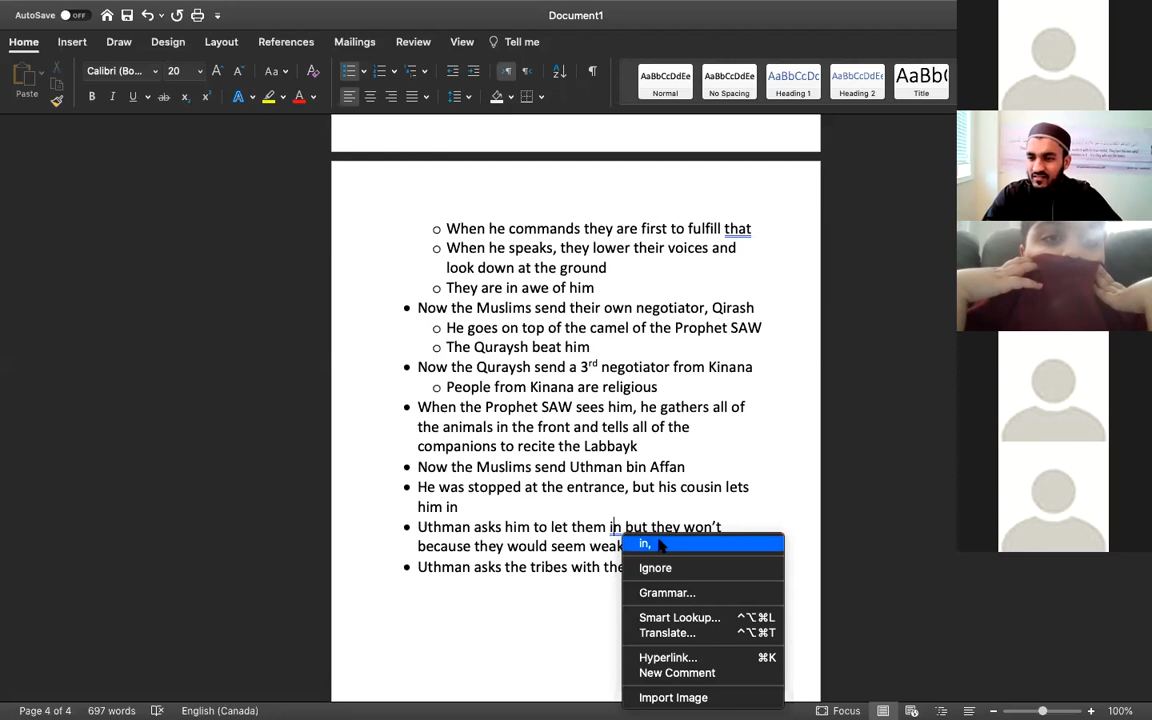 AutoSave OFF
Document1
Home Insert Draw Design Layout References Mailings Review View Tell me
Paste
Calibri (Bo... 20
AaBbCcDdEe
Normal
AaBbCcDdEe
No Spacing
AaBbCcDc
Heading 1
AaBbCcDdEe
Heading 2
AaBb(
Title
When he commands they are first to fulfill that
When he speaks, they lower their voices and
look down at the ground
They are in awe of him
Now the Muslims send their own negotiator, Qirash
He goes on top of the camel of the Prophet SAW
The Quraysh beat him
Now the Quraysh send a 3rd negotiator from Kinana
People from Kinana are religious
When the Prophet SAW sees him, he gathers all of
the animals in the front and tells all of the
companions to recite the Labbayk
Now the Muslims send Uthman bin Affan
He was stopped at the entrance, but his cousin lets
him in
Uthman asks him to let them in but they won't
because they would seem weak
Uthman asks the tribes with the
in,
Ignore
Grammar...
Smart Lookup... ^⌥⌘L
Translate... ^⌥⌘T
Hyperlink... ⌘K
New Comment
Import Image
Page 4 of 4 697 words English (Canada) Focus 100%